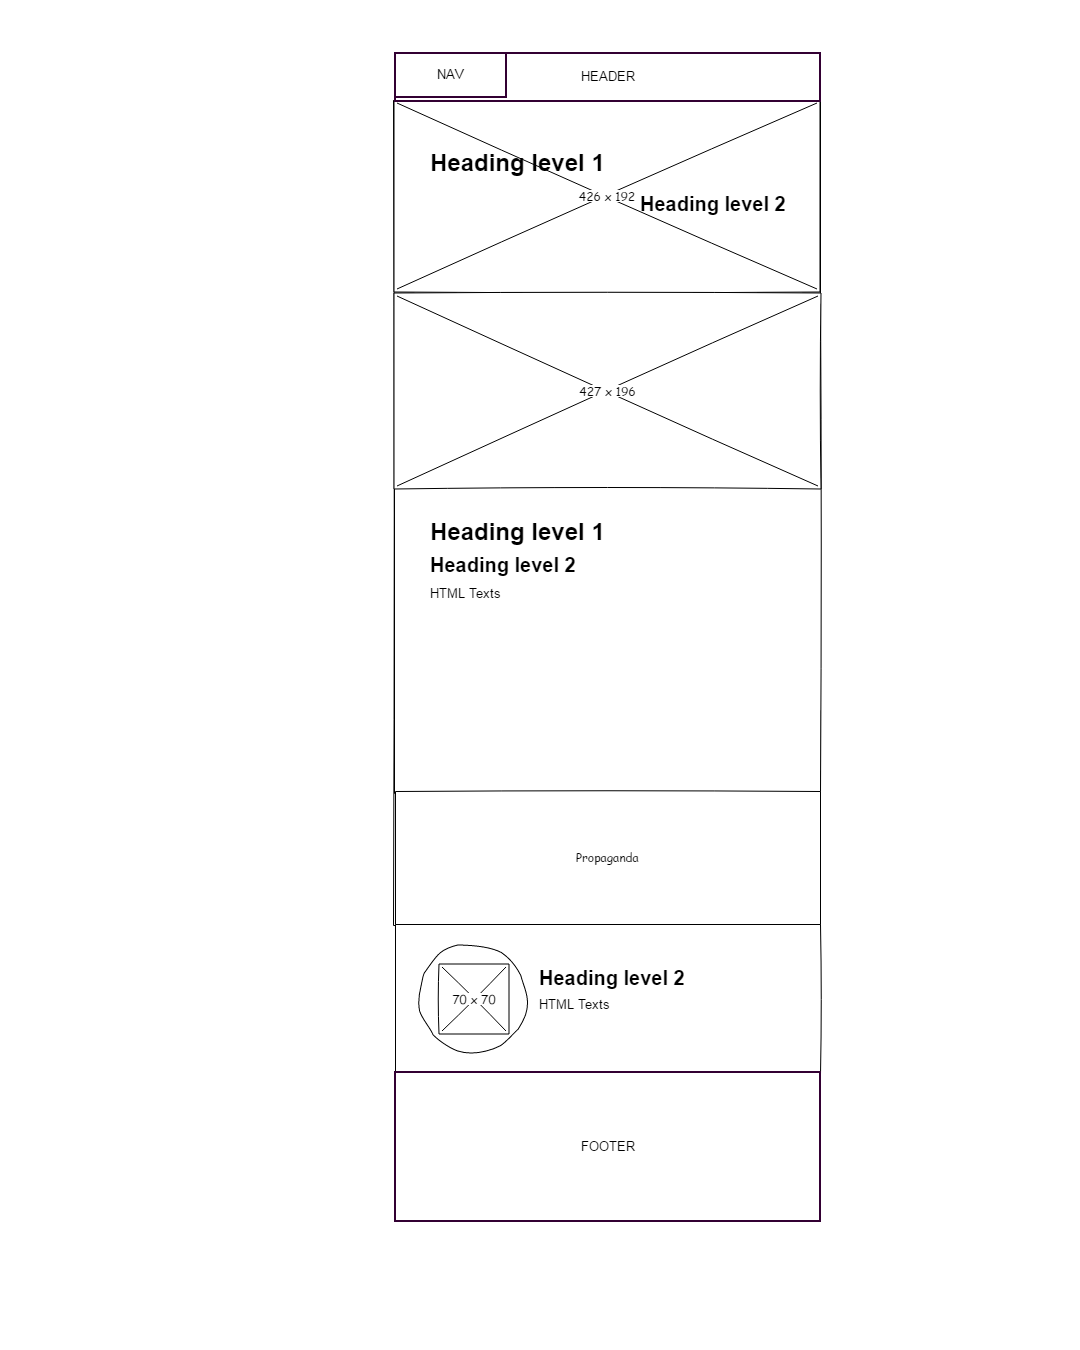 NAV
HEADER
Heading level 1
426 x 192
Heading level 2
427 x 196
Heading level 1
Heading level 2
HTML Texts
Propaganda
70 x 70
Heading level 2
HTML Texts
FOOTER